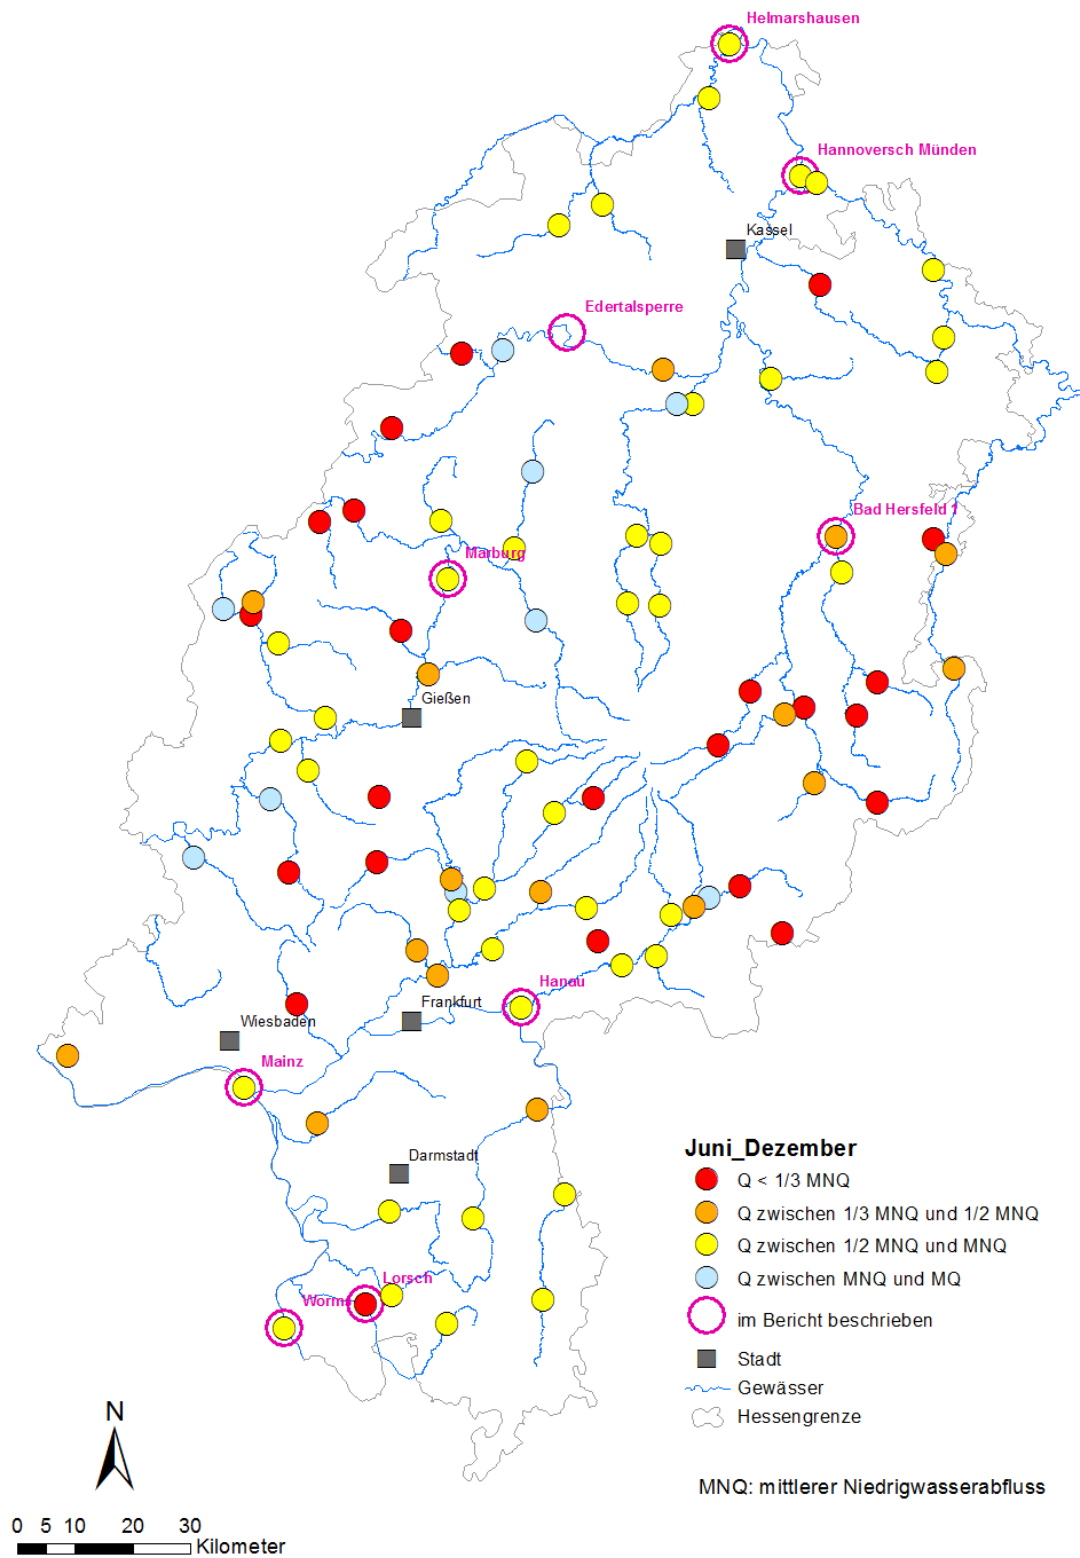 Helmarshausen
Hannoversch Münden
Kassel
Edertalsperre
Bad Hersfeld 1
Marburg
Gießen
Hanau
Frankfurt
Wiesbaden
Mainz
Darmstadt
Lorsch
Worms
Juni_Dezember
Q < 1/3 MNQ
Q zwischen 1/3 MNQ und 1/2 MNQ
Q zwischen 1/2 MNQ und MNQ
Q zwischen MNQ und MQ
im Bericht beschrieben
Stadt
Gewässer
Hessengrenze
MNQ: mittlerer Niedrigwasserabfluss
N
0 5 10 20 30
Kilometer